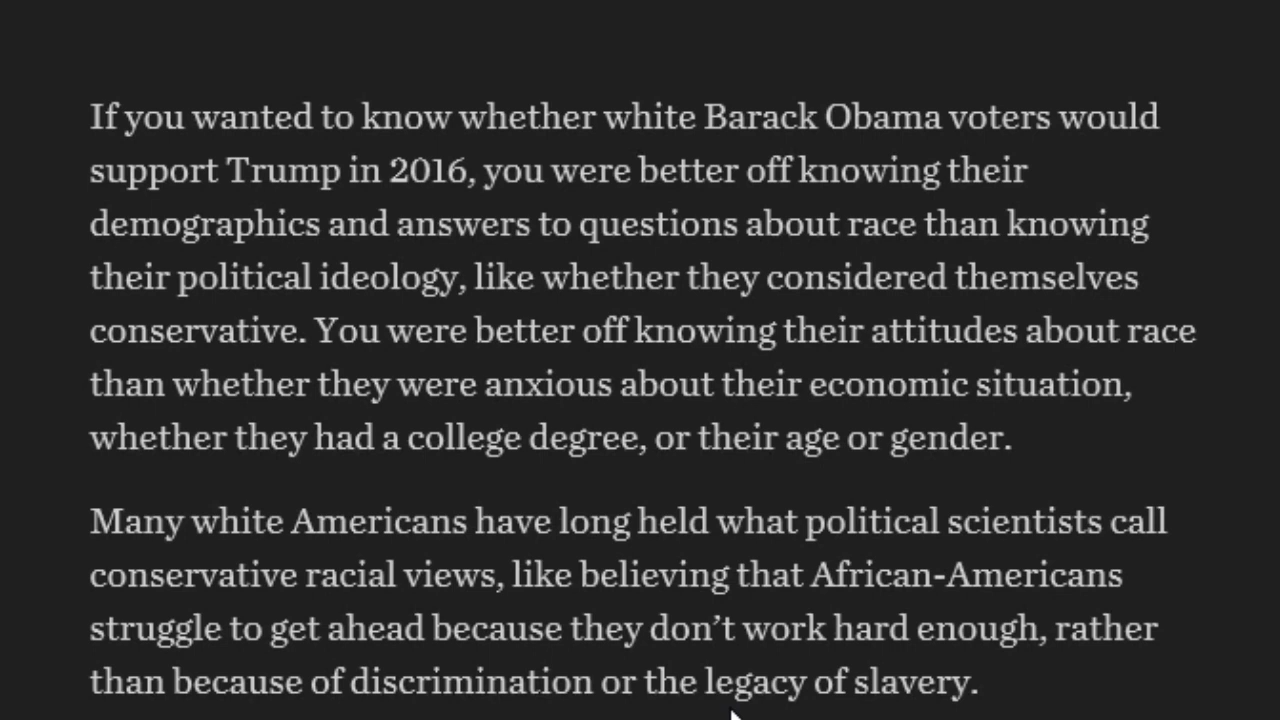 If you wanted to know whether white Barack Obama voters would
support Trump in 2016, you were better off knowing their
demographics and answers to questions about race than knowing
their political ideology, like whether they considered themselves
conservative. You were better off knowing their attitudes about race
than whether they were anxious about their economic situation,
whether they had a college degree, or their age or gender.
Many white Americans have long held what political scientists call
conservative racial views, like believing that African-Americans
struggle to get ahead because they don’t work hard enough, rather
than because of discrimination or the legacy of slavery.